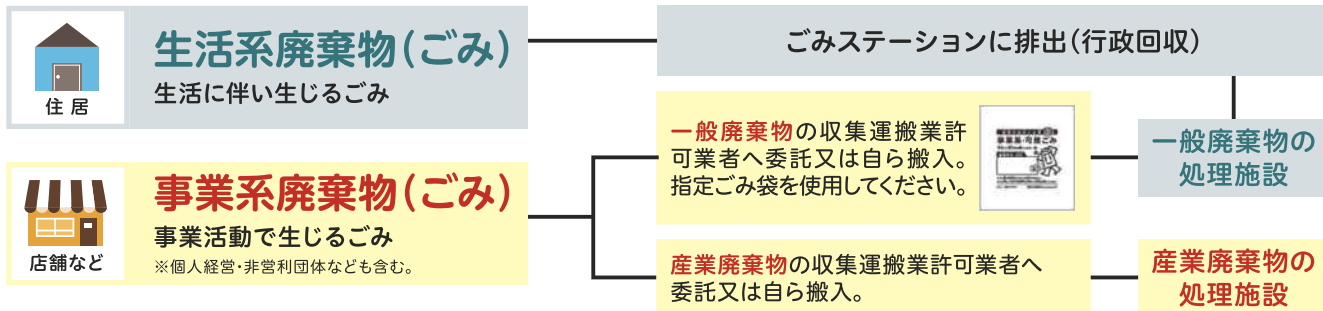 住居
生活系廃棄物(ごみ)
生活に伴い生じるごみ
ごみステーションに排出(行政回収)
一般廃棄物の
処理施設
店舗など
事業系廃棄物(ごみ)
事業活動で生じるごみ
※個人経営・非営利団体なども含む。
一般廃棄物の収集運搬業許
可業者へ委託又は自ら搬入。
指定ごみ袋を使用してください。
事業系・可燃ごみ
産業廃棄物の収集運搬業許可業者へ
委託又は自ら搬入。
産業廃棄物の
処理施設